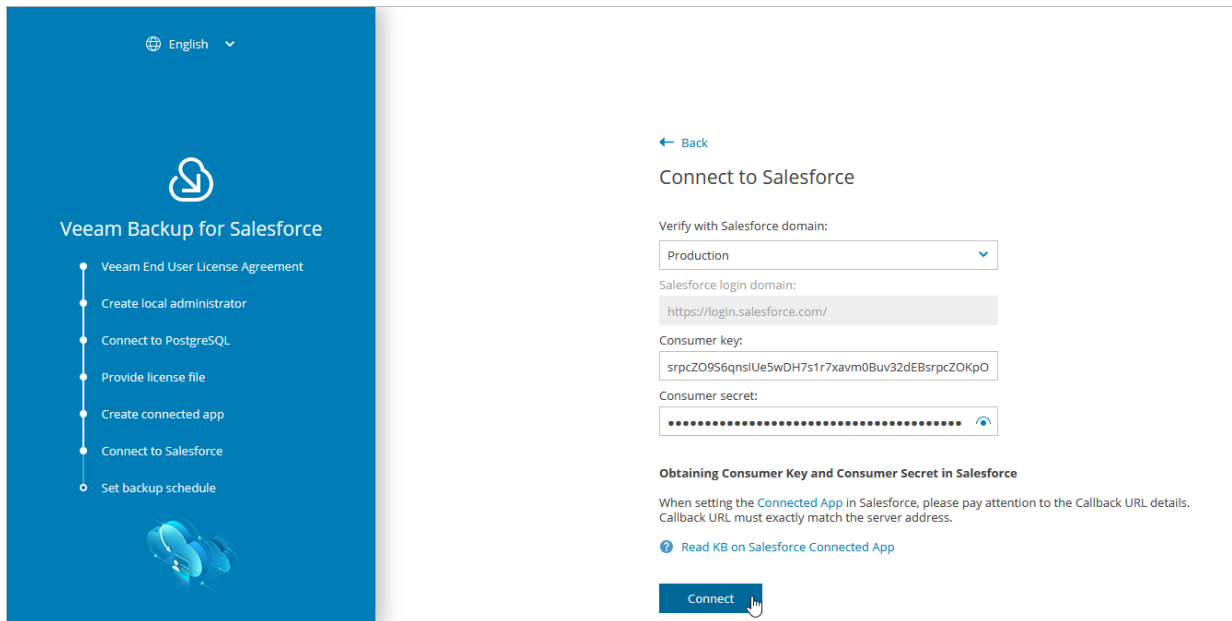 English
Veeam Backup for Salesforce
Veeam End User License Agreement
Create local administrator
Connect to PostgreSQL
Provide license file
Create connected app
Connect to Salesforce
Set backup schedule
Back
Connect to Salesforce
Verify with Salesforce domain:
Production
Salesforce login domain:
https://login.salesforce.com/
Consumer key:
srpcZO9S6qnsIUe5wDH7s1r7xavm0Buv32dEBsrpcZOKpO
Consumer secret:
••••••••••••••••••••••••••••••••••••••••
Obtaining Consumer Key and Consumer Secret in Salesforce
When setting the Connected App in Salesforce, please pay attention to the Callback URL details.
Callback URL must exactly match the server address.
Read KB on Salesforce Connected App
Connect